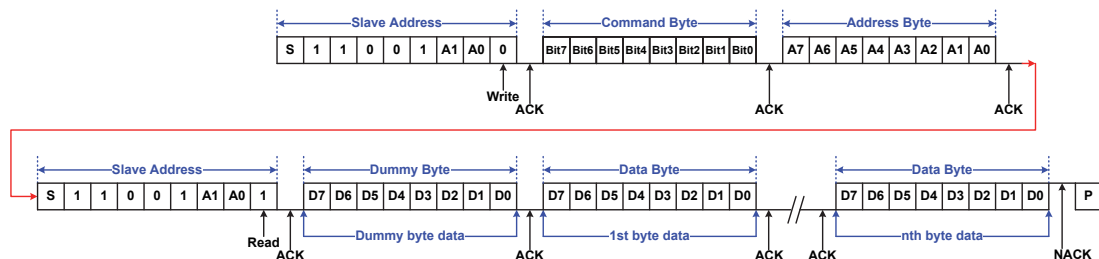 Slave Address Command Byte Address Byte
S 1 1 0 0 1 A1 A0 0 Bit7 Bit6 Bit5 Bit4 Bit3 Bit2 Bit1 Bit0 A7 A6 A5 A4 A3 A2 A1 A0
Write ACK ACK ACK
Slave Address Dummy Byte Data Byte Data Byte
S 1 1 0 0 1 A1 A0 1 D7 D6 D5 D4 D3 D2 D1 D0 D7 D6 D5 D4 D3 D2 D1 D0 // D7 D6 D5 D4 D3 D2 D1 D0 P
Dummy byte data 1st byte data nth byte data
Read ACK ACK ACK ACK NACK